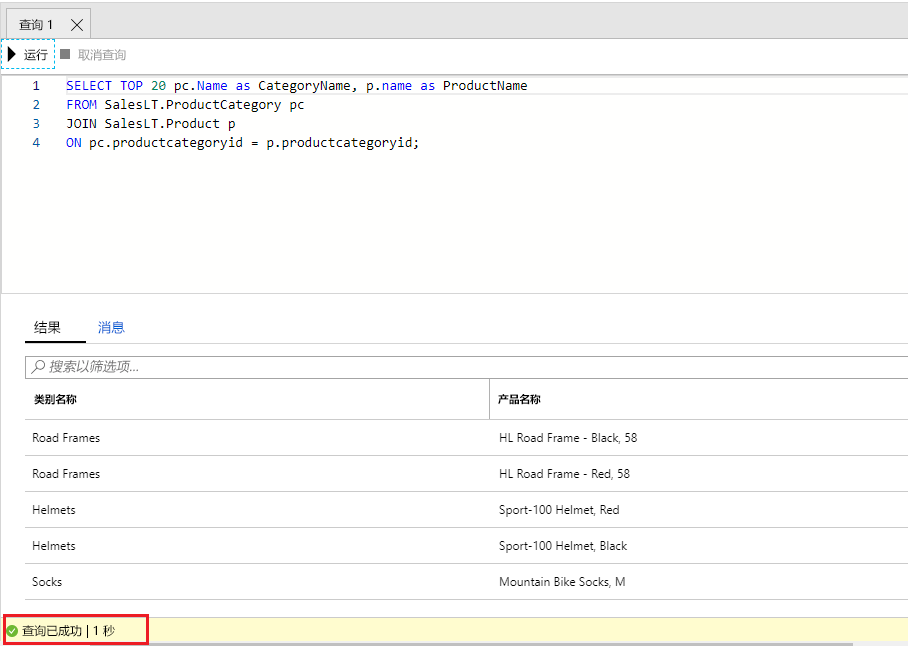 查询 1
运行 取消查询
1 SELECT TOP 20 pc.Name as CategoryName, p.name as ProductName
2 FROM SalesLT.ProductCategory pc
3 JOIN SalesLT.Product p
4 ON pc.productcategoryid = p.productcategoryid;
结果 消息
搜索以筛选项...
类别名称 产品名称
Road Frames HL Road Frame - Black, 58
Road Frames HL Road Frame - Red, 58
Helmets Sport-100 Helmet, Red
Helmets Sport-100 Helmet, Black
Socks Mountain Bike Socks, M
查询已成功 | 1 秒